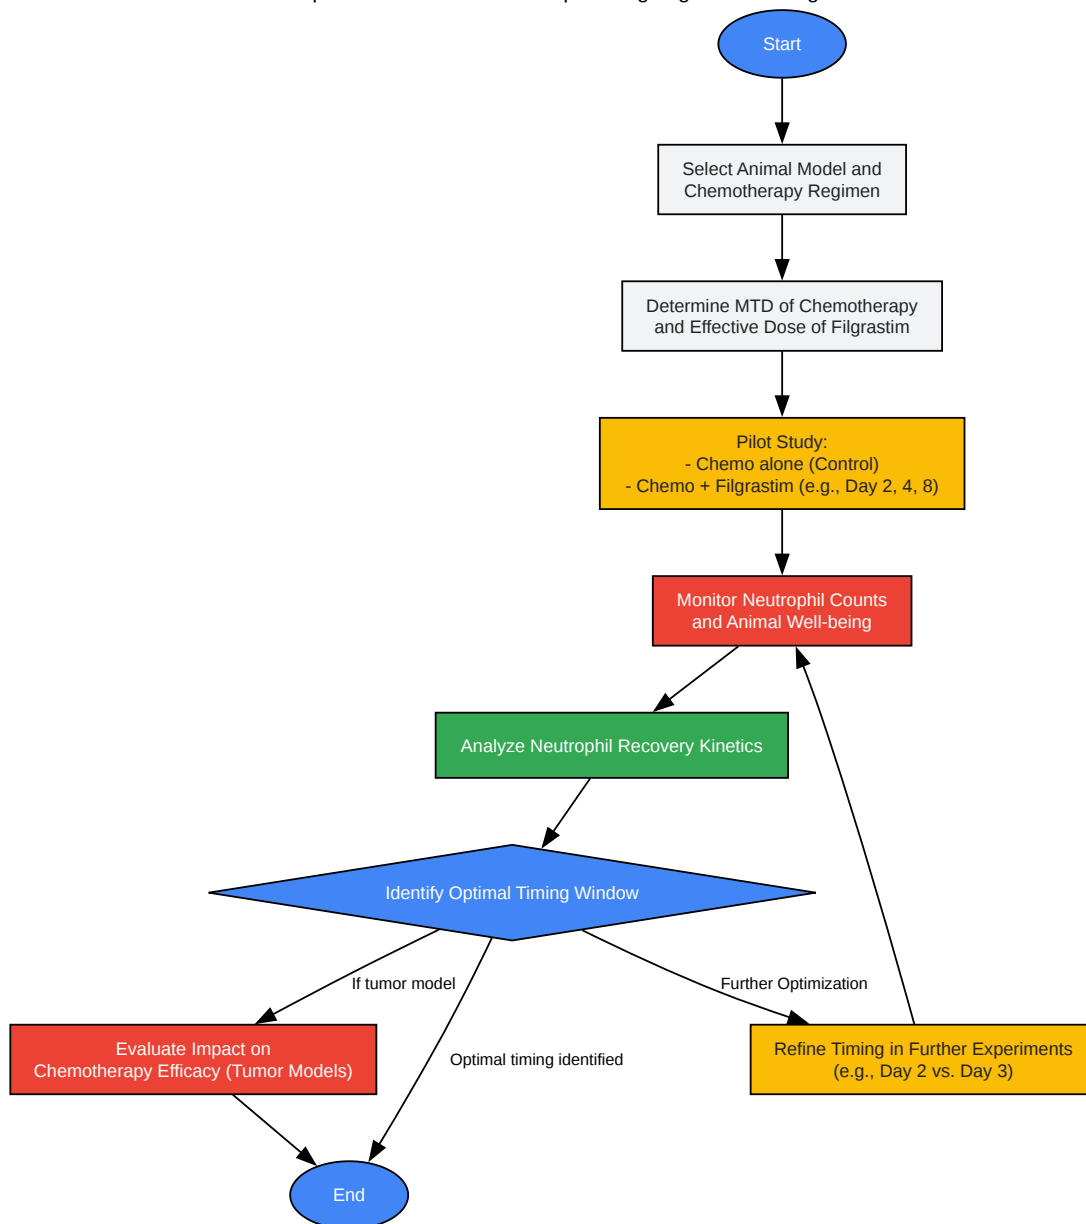 Start
Select Animal Model and
Chemotherapy Regimen
Determine MTD of Chemotherapy
and Effective Dose of Filgrastim
Pilot Study:
- Chemo alone (Control)
- Chemo + Filgrastim (e.g., Day 2, 4, 8)
Monitor Neutrophil Counts
and Animal Well-being
Analyze Neutrophil Recovery Kinetics
Identify Optimal Timing Window
If tumor model
Further Optimization
Evaluate Impact on
Chemotherapy Efficacy (Tumor Models)
Optimal timing identified
Refine Timing in Further Experiments
(e.g., Day 2 vs. Day 3)
End